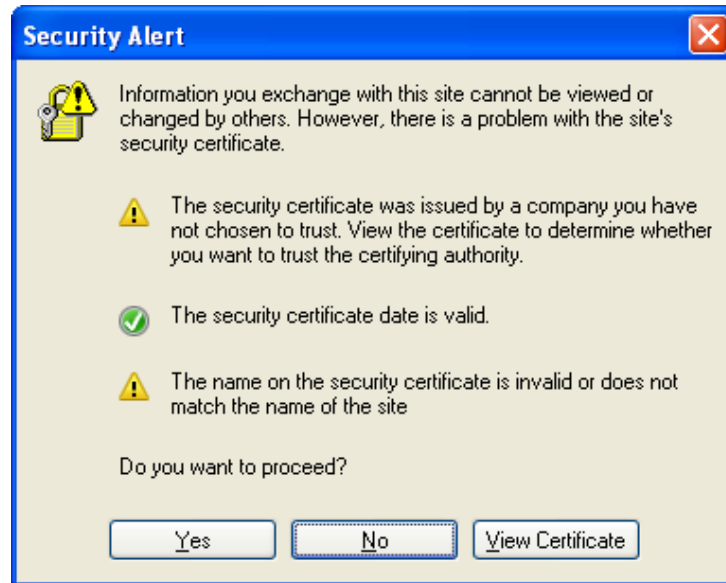 Security Alert
Information you exchange with this site cannot be viewed or
changed by others. However, there is a problem with the site's
security certificate.
The security certificate was issued by a company you have
not chosen to trust. View the certificate to determine whether
you want to trust the certifying authority.
The security certificate date is valid.
The name on the security certificate is invalid or does not
match the name of the site
Do you want to proceed?
Yes No View Certificate